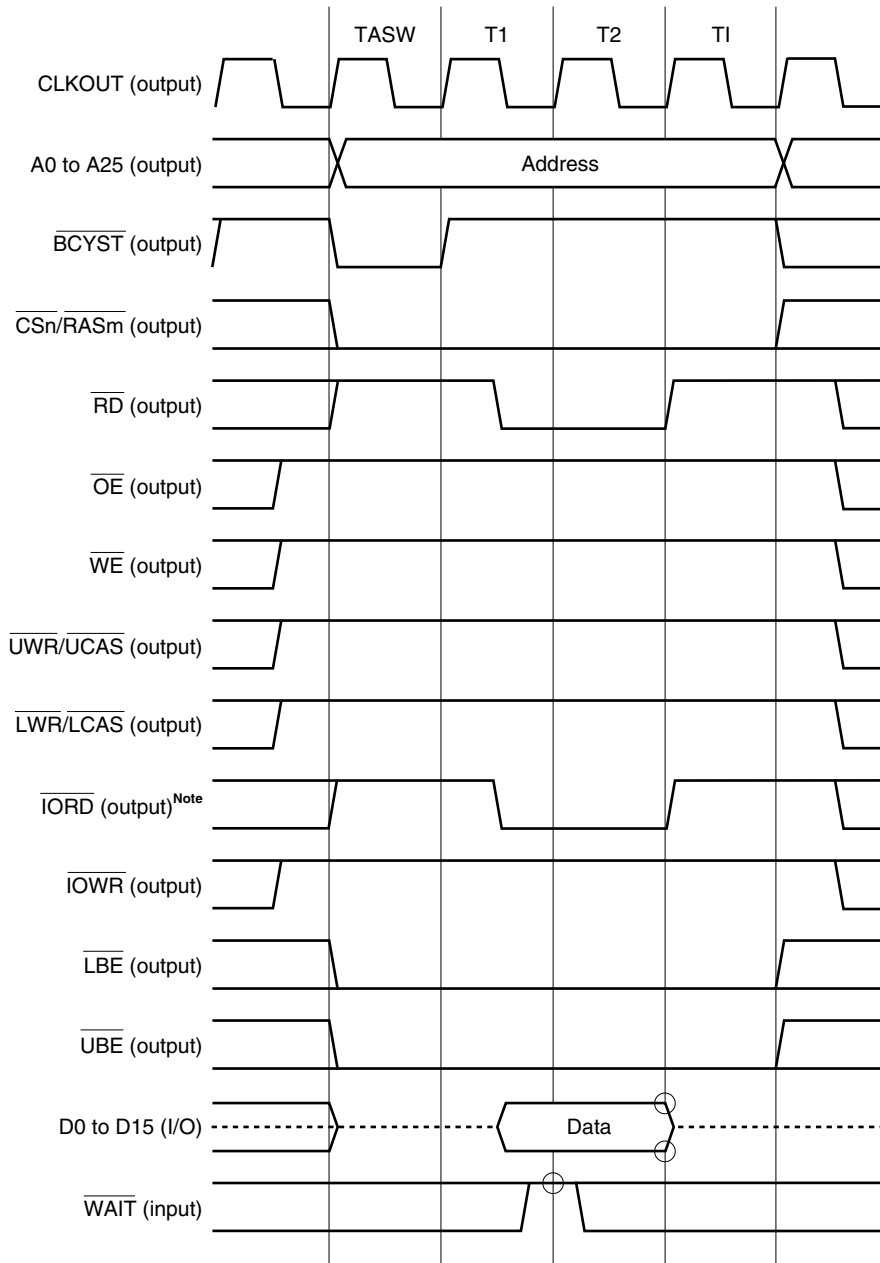 TASW T1 T2 TI
CLKOUT (output)
A0 to A25 (output) Address
BCYST (output)
CSn/RASm (output)
RD (output)
OE (output)
WE (output)
UWR/UCAS (output)
LWR/LCAS (output)
IORD (output)Note
IOWR (output)
LBE (output)
UBE (output)
D0 to D15 (I/O) Data
WAIT (input)